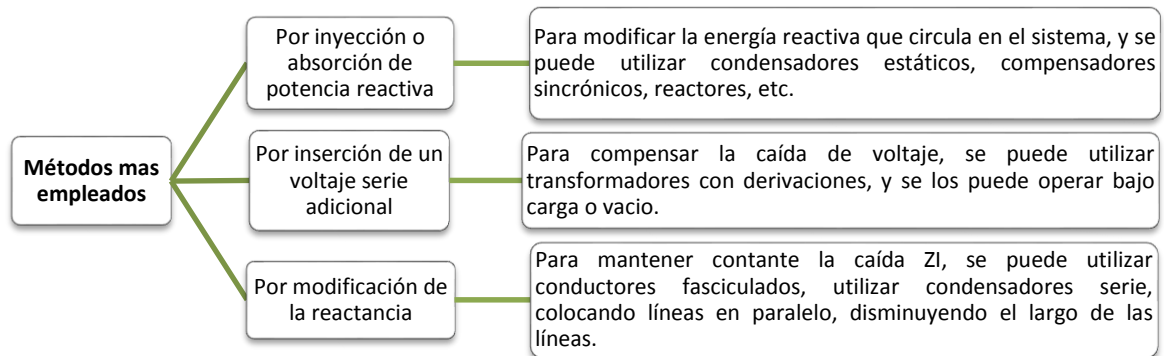 Métodos mas
empleados
Por inyección o
absorción de
potencia reactiva
Para modificar la energía reactiva que circula en el sistema, y se
puede utilizar condensadores estáticos, compensadores
sincrónicos, reactores, etc.
Por inserción de un
voltaje serie
adicional
Para compensar la caída de voltaje, se puede utilizar
transformadores con derivaciones, y se los puede operar bajo
carga o vacio.
Por modificación de
la reactancia
Para mantener contante la caída ZI, se puede utilizar
conductores fasciculados, utilizar condensadores serie,
colocando líneas en paralelo, disminuyendo el largo de las
líneas.